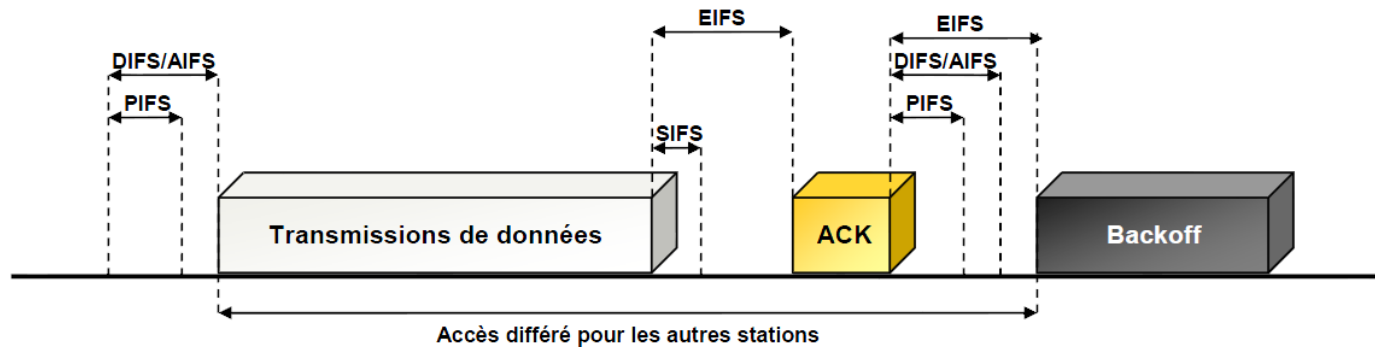 EIFS
EIFS
DIFS/AIFS
DIFS/AIFS
PIFS
PIFS
SIFS
Transmissions de données
ACK
Backoff
Accès différé pour les autres stations